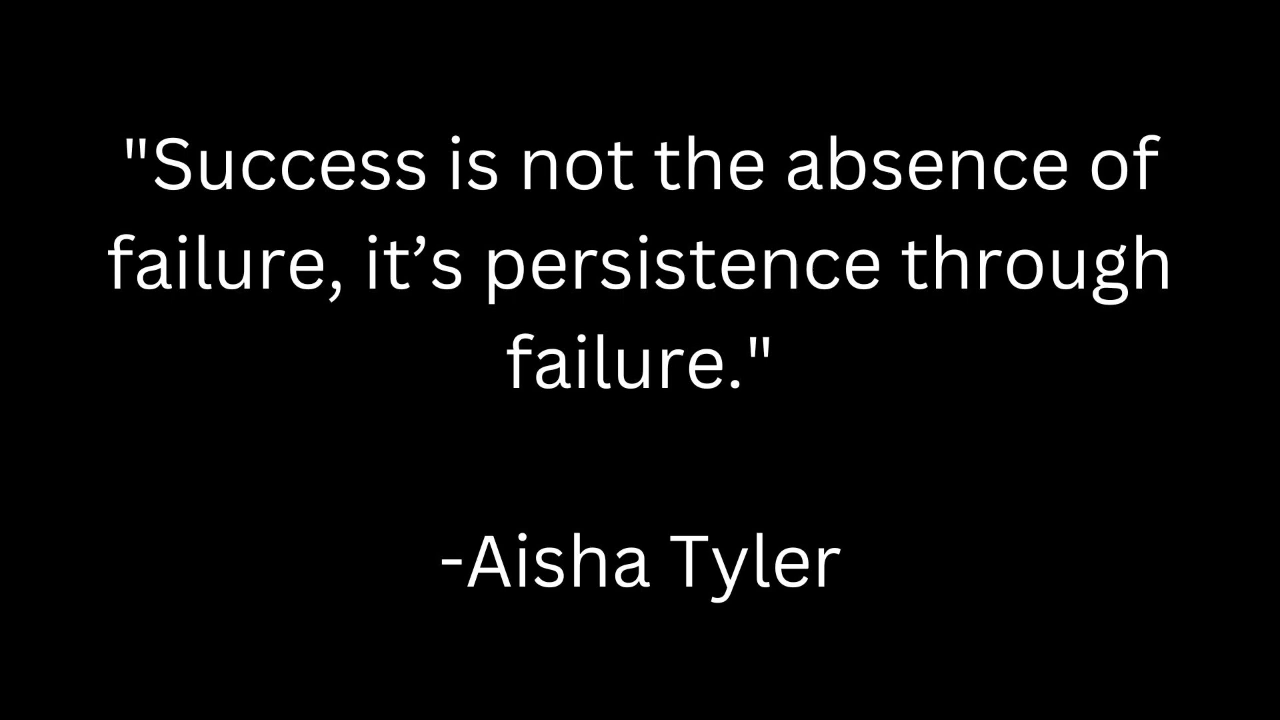 "Success is not the absence of
failure, it’s persistence through
failure."
-Aisha Tyler